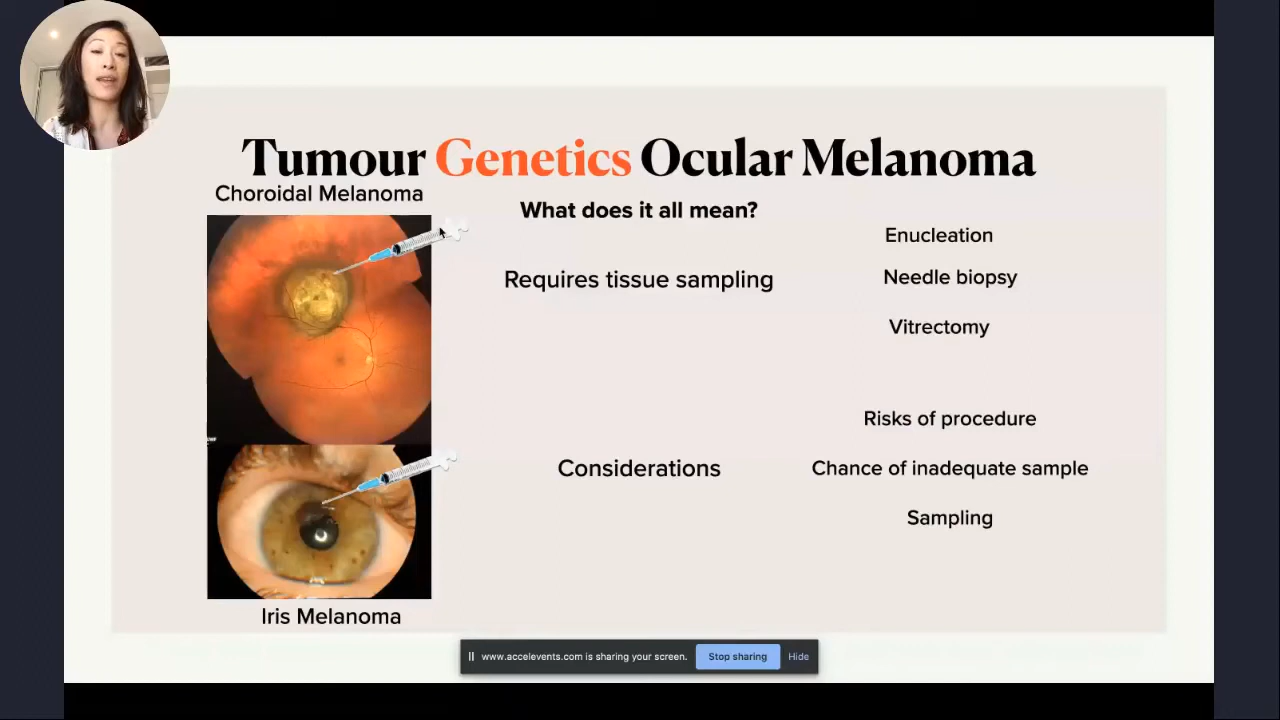 Tumour Genetics Ocular Melanoma
Choroidal Melanoma
What does it all mean?
Enucleation
Requires tissue sampling
Needle biopsy
Vitrectomy
Risks of procedure
Considerations
Chance of inadequate sample
Sampling
Iris Melanoma
www.accelevents.com is sharing your screen.
Stop sharing
Hide